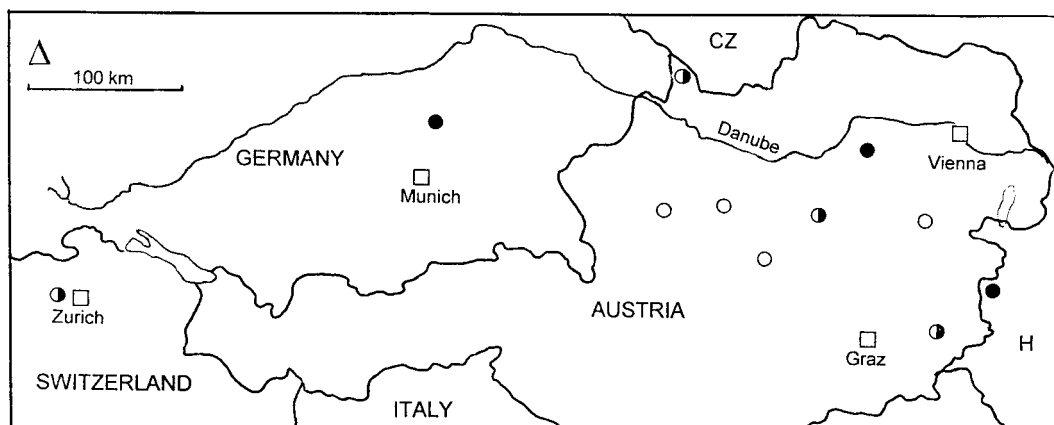 CZ
Δ
100 km
Danube
GERMANY
Vienna
Munich
AUSTRIA
Zurich
H
Graz
SWITZERLAND
ITALY